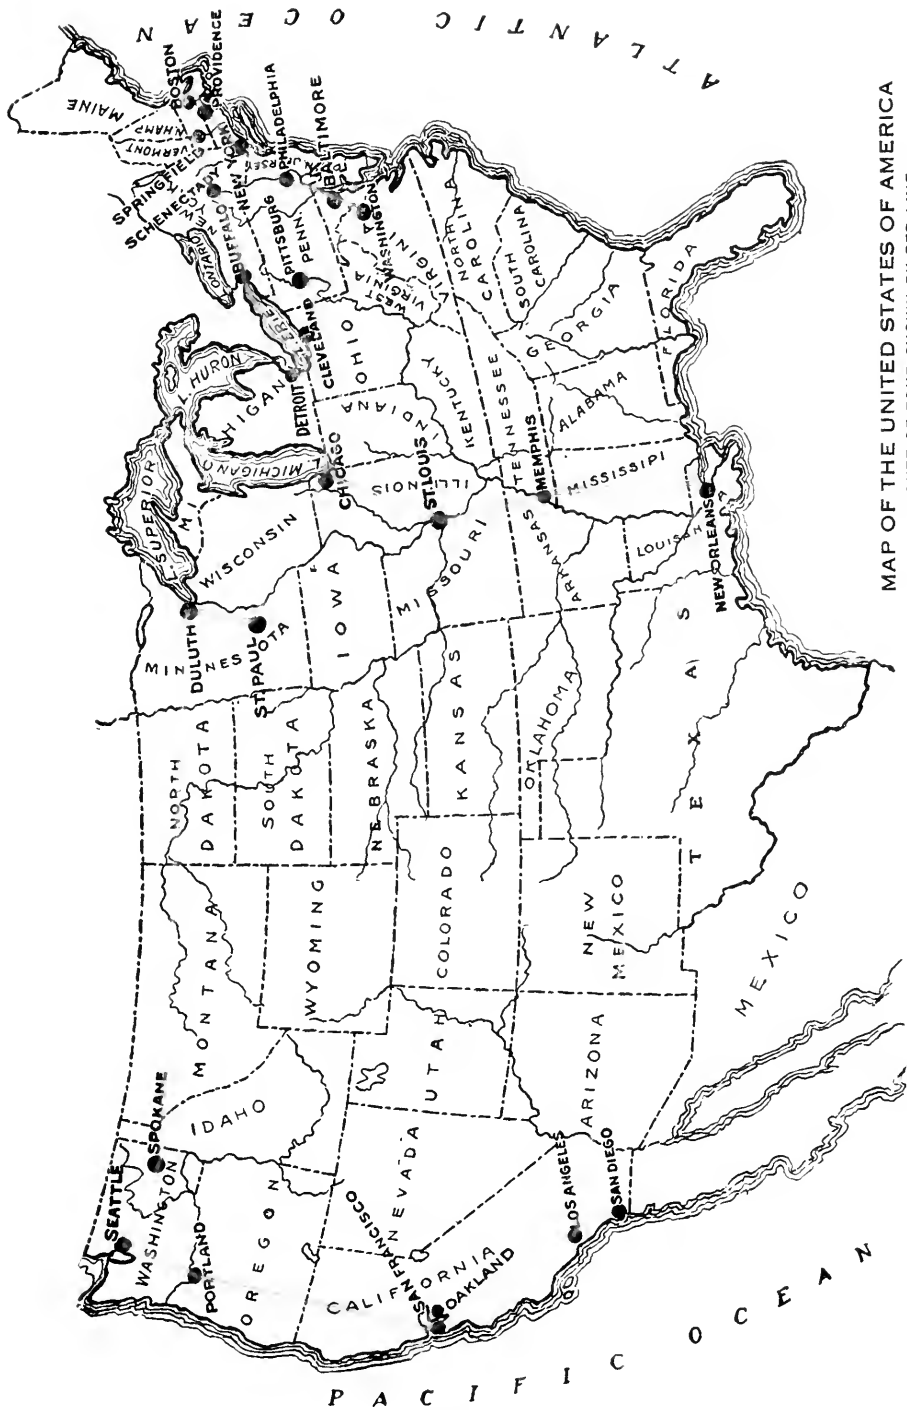 ATLANTIC OCEAN
MAINE
N.HAMP
VERMONT
BOSTON
PROVIDENCE
SPRINGFIELD
SCHENECTADY
NEW YORK
BUFFALO
L. ONTARIO
N. JERSEY
PHILADELPHIA
PITTSBURG
PENN.
BALTIMORE
WASHINGTON
WEST VIRGINIA
VIRGINIA
NORTH CAROLINA
SOUTH CAROLINA
GEORGIA
FLORIDA
L. ERIE
CLEVELAND
OHIO
L. HURON
DETROIT
MICHIGAN
L. MICHIGAN
L. SUPERIOR
INDIANA
KENTUCKY
TENNESSEE
ALABAMA
MISSISSIPI
MEMPHIS
CHICAGO
ILLINOIS
ST. LOUIS
WISCONSIN
DULUTH
MINNESOTA
ST. PAUL
IOWA
MISSOURI
ARKANSAS
LOUISIANA
NEW ORLEANS
NORTH DAKOTA
SOUTH DAKOTA
NEBRASKA
KANSAS
OKLAHOMA
TEXAS
MONTANA
WYOMING
COLORADO
NEW MEXICO
MEXICO
IDAHO
UTAH
ARIZONA
SEATTLE
SPOKANE
WASHINGTON
PORTLAND
OREGON
NEVADA
CALIFORNIA
SAN FRANCISCO
OAKLAND
LOS ANGELES
SAN DIEGO
PACIFIC OCEAN
MAP OF THE UNITED STATES OF AMERICA